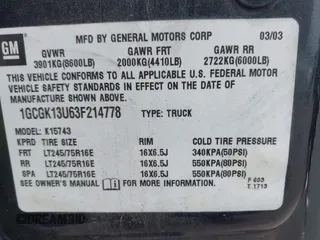 GM
MFD BY GENERAL MOTORS CORP 03/03
GVWR GAWR FRT GAWR RR
3901KG(8600LB) 2000KG(4410LB) 2722KG(6000LB)
THIS VEHICLE CONFORMS TO ALL APPLICABLE U.S. FEDERAL MOTOR
VEHICLE SAFETY STANDARDS IN EFFECT ON THE DATE OF
MANUFACTURE SHOWN ABOVE.
1GCGK13U63F214778 TYPE: TRUCK
MODEL: K15743
KPRD TIRE SIZE RIM COLD TIRE PRESSURE
FRT LT245/75R16E 16X6.5J 340KPA(50PSI)
RR LT245/75R16E 16X6.5J 550KPA(80PSI)
SPA LT245/75R16E 16X6.5J 550KPA(80PSI)
SEE OWNER'S MANUAL FOR ADDITIONAL INFORMATION
T 1713